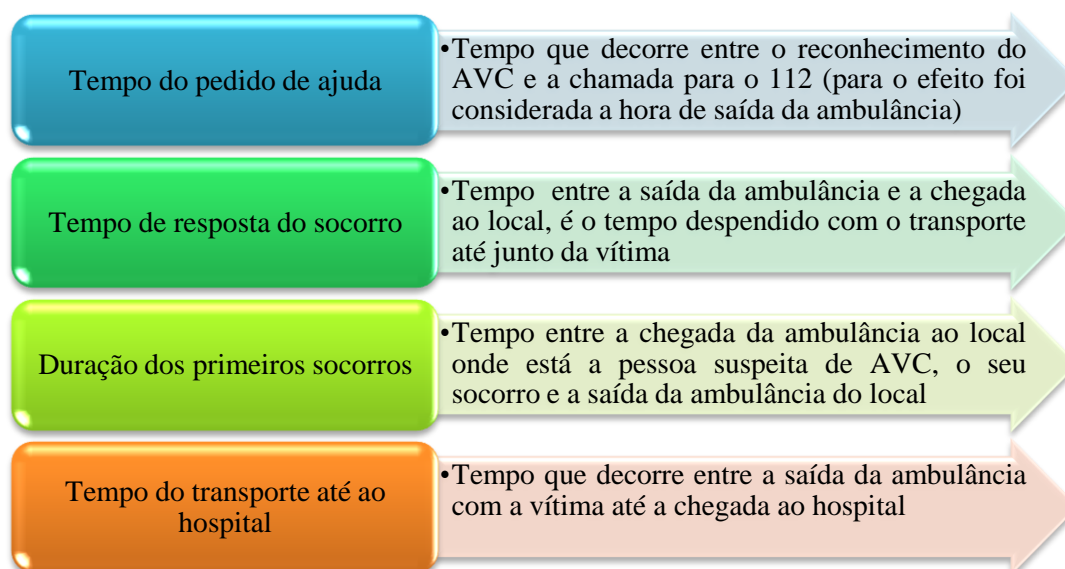 Tempo do pedido de ajuda
•Tempo que decorre entre o reconhecimento do
AVC e a chamada para o 112 (para o efeito foi
considerada a hora de saída da ambulância)
Tempo de resposta do socorro
•Tempo entre a saída da ambulância e a chegada
ao local, é o tempo despendido com o transporte
até junto da vítima
Duração dos primeiros socorros
•Tempo entre a chegada da ambulância ao local
onde está a pessoa suspeita de AVC, o seu
socorro e a saída da ambulância do local
Tempo do transporte até ao
hospital
•Tempo que decorre entre a saída da ambulância
com a vítima até a chegada ao hospital